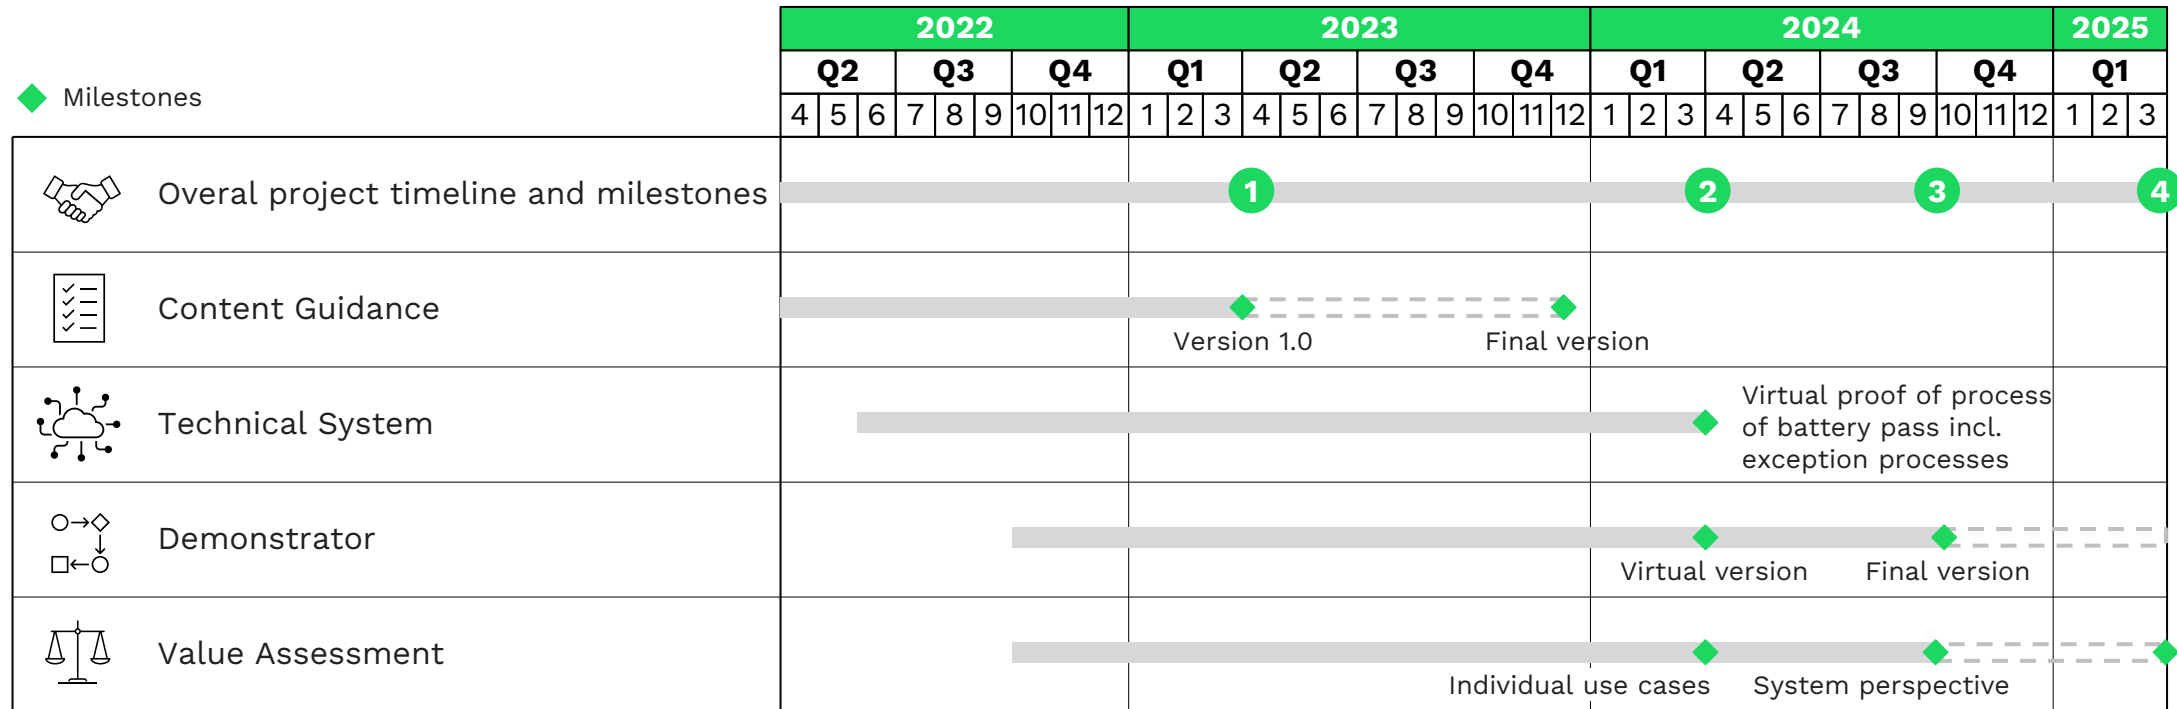 2022 2023 2024 2025
Q2 Q3 Q4 Q1 Q2 Q3 Q4 Q1 Q2 Q3 Q4 Q1
Milestones
4 5 6 7 8 9 10 11 12 1 2 3 4 5 6 7 8 9 10 11 12 1 2 3 4 5 6 7 8 9 10 11 12 1 2 3
Overal project timeline and milestones
1 2 3 4
Content Guidance
Version 1.0
Final version
Technical System
Virtual proof of process
of battery pass incl.
exception processes
Demonstrator
Virtual version
Final version
Value Assessment
Individual use cases
System perspective